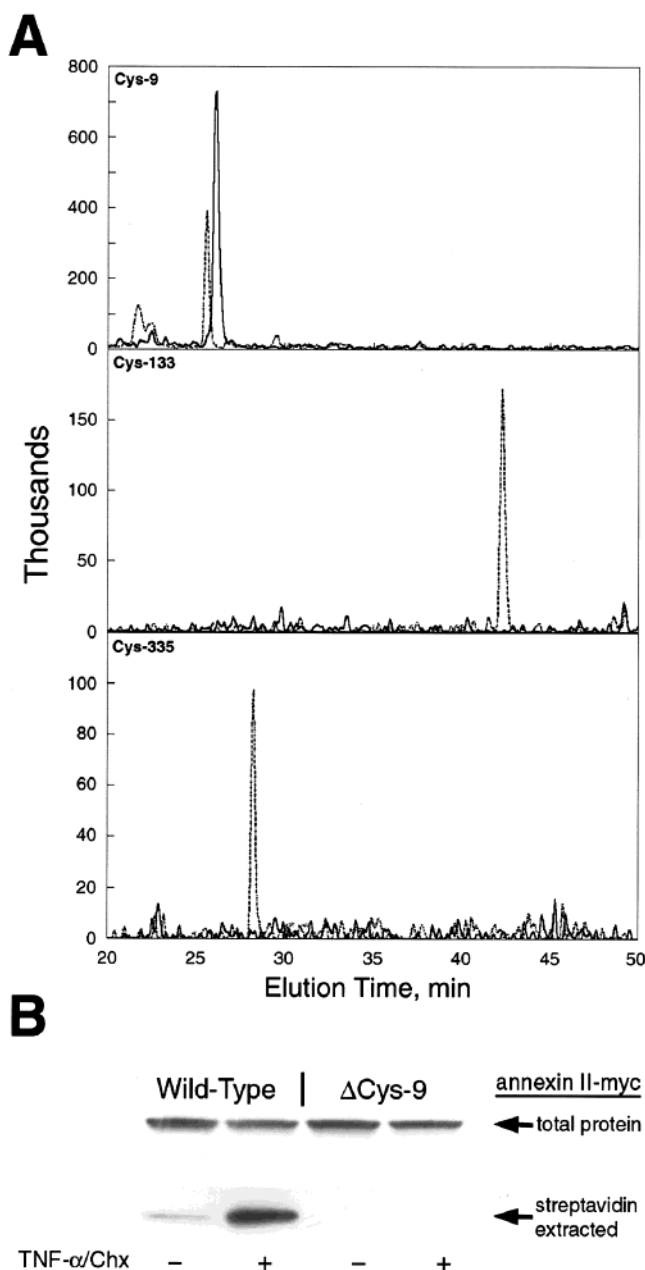 A
Cys-9
800
600
400
200
0
Cys-133
150
100
50
0
Thousands
Cys-335
100
80
60
40
20
0
20 25 30 35 40 45 50
Elution Time, min
B
Wild-Type | ΔCys-9 annexin II-myc
total protein
streptavidin
extracted
TNF-α/Chx − + − +